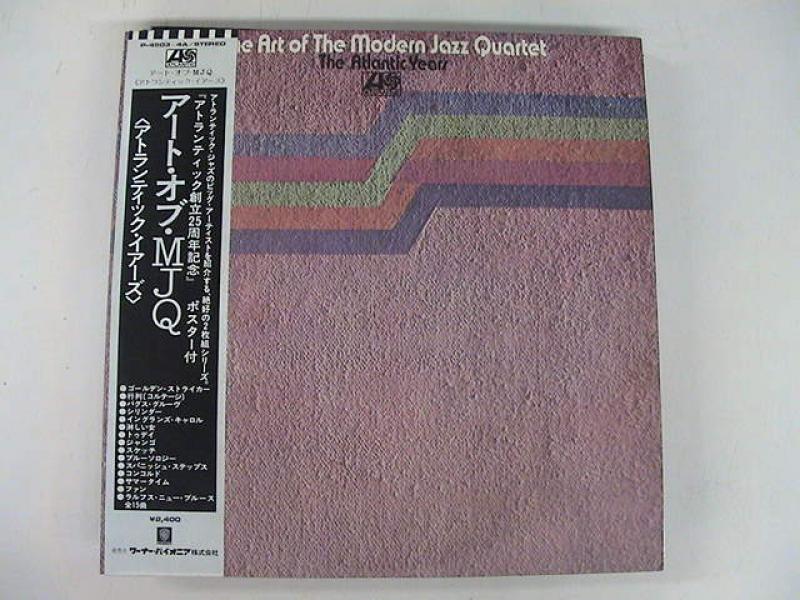 P-4503~4A/STEREO
ATLANTIC
アート・オブ・MJQ
〈アトランティック・イアーズ〉
he Art of The Modern Jazz Quartet
The Atlantic Years
アトランティック・ジャズのビッグ・アーティストを紹介する、絶好の2枚組シリーズ。
『アトランティック創立25周年記念』 ポスター付
アート・オブ・MJQ
〈アトランティック・イアーズ〉
●ゴールデン・ストライカー
●行列(コルテージ)
●バグス・グルーヴ
●シリンダー
●イングランズ・キャロル
●淋しい女
●トゥデイ
●ジャンゴ
●スケッチ
●ブルーソロジー
●スパニッシュ・ステップス
●コンコルド
●サマータイム
●ファン
●ラルフス・ニュー・ブルース
全15曲
¥2,400
発売元 ワーナー・パイオニア株式会社